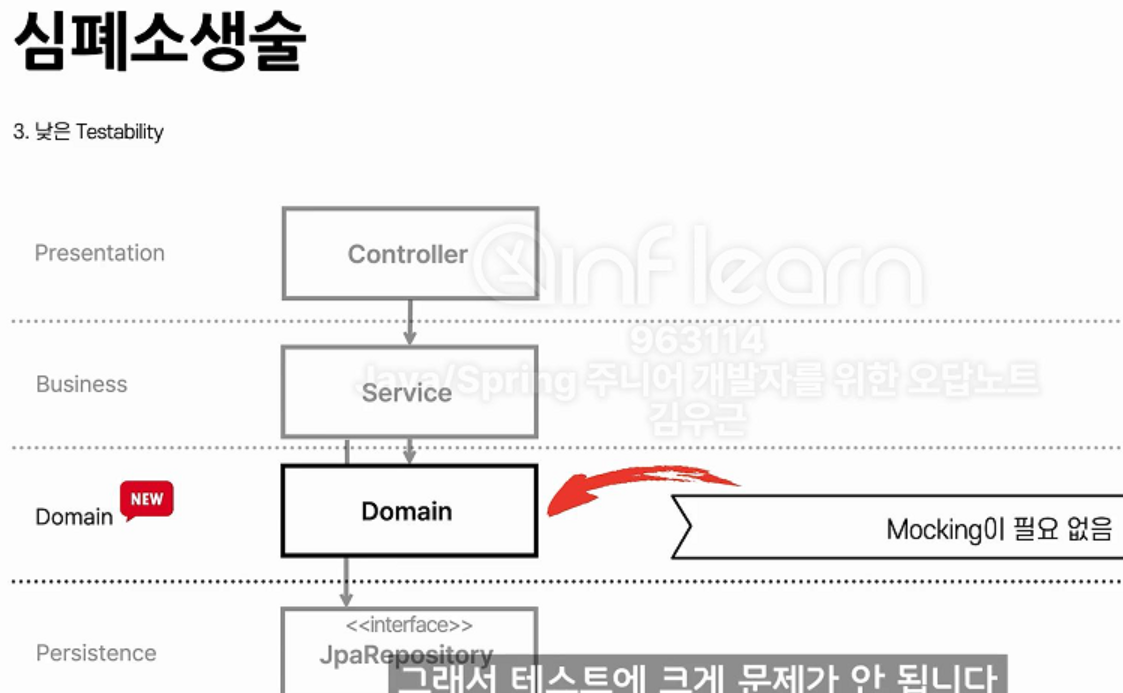 심폐소생술
3. 낮은 Testability
Presentation
Controller
inflearn
963114
Java/Spring 주니어 개발자를 위한 오답노트
김우근
Business
Service
Domain
NEW
Domain
Mocking이 필요 없음
Persistence
<<interface>>
JpaRepository
그래서 테스트에 크게 문제가 안 됩니다